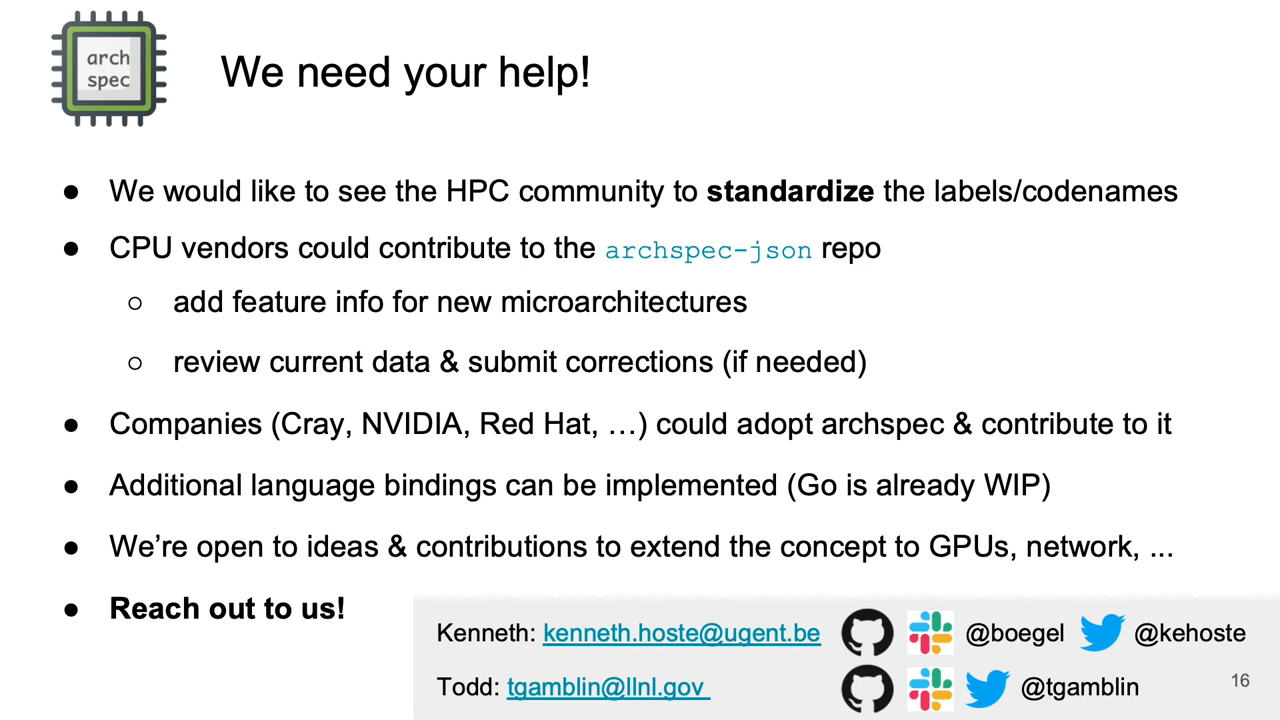 arch
spec
We need your help!
● We would like to see the HPC community to standardize the labels/codenames
● CPU vendors could contribute to the archspec-json repo
○ add feature info for new microarchitectures
○ review current data & submit corrections (if needed)
● Companies (Cray, NVIDIA, Red Hat, …) could adopt archspec & contribute to it
● Additional language bindings can be implemented (Go is already WIP)
● We’re open to ideas & contributions to extend the concept to GPUs, network, ...
● Reach out to us!
Kenneth: kenneth.hoste@ugent.be @boegel @kehoste
Todd: tgamblin@llnl.gov @tgamblin
16